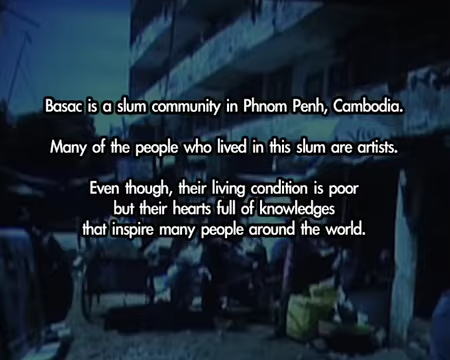 Basac is a slum community in Phnom Penh, Cambodia.
Many of the people who lived in this slum are artists.
Even though, their living condition is poor
but their hearts full of knowledges
that inspire many people around the world.